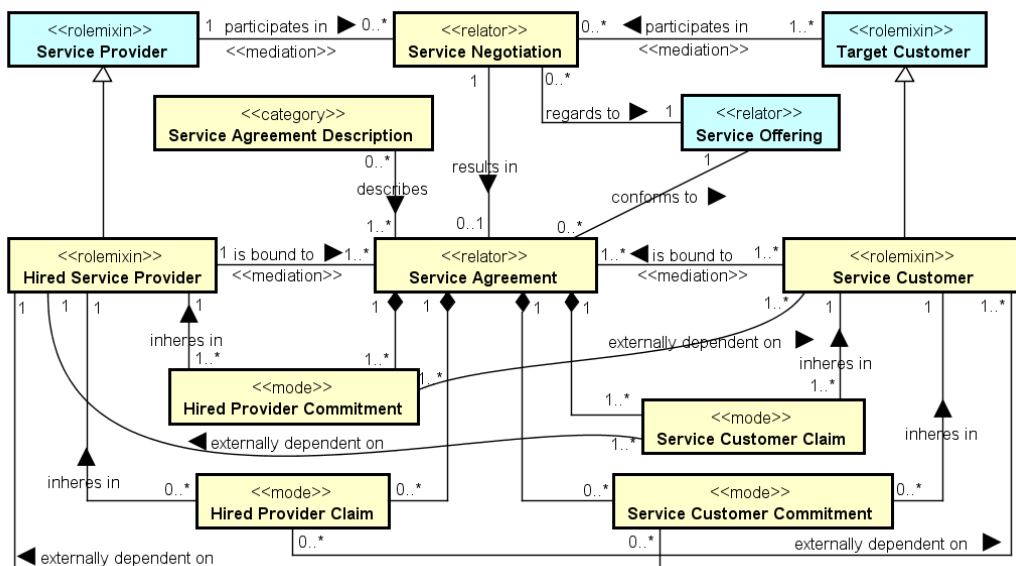 <<rolemixin>>
Service Provider
1 participates in 0..*
<<mediation>>
<<relator>>
Service Negotiation
0..* participates in 1..*
<<mediation>>
<<rolemixin>>
Target Customer
<<category>>
Service Agreement Description
1
0..*
regards to 1
<<relator>>
Service Offering
0..*
describes
1..*
results in
0..1
1
conforms to
0..*
<<rolemixin>>
Hired Service Provider
1 is bound to 1..*
<<mediation>>
<<relator>>
Service Agreement
1..* is bound to 1..*
<<mediation>>
<<rolemixin>>
Service Customer
1 1 1 1 1 1 1 1 1..* 1 1 1..*
inheres in
externally dependent on
inheres in
1..* 1..* 1..* 1..*
<<mode>>
Hired Provider Commitment
1..*
<<mode>>
Service Customer Claim
externally dependent on
1..*
inheres in
inheres in
0..*
<<mode>>
Hired Provider Claim
0..*
0..*
<<mode>>
Service Customer Commitment
0..*
0..* 0..*
externally dependent on
externally dependent on